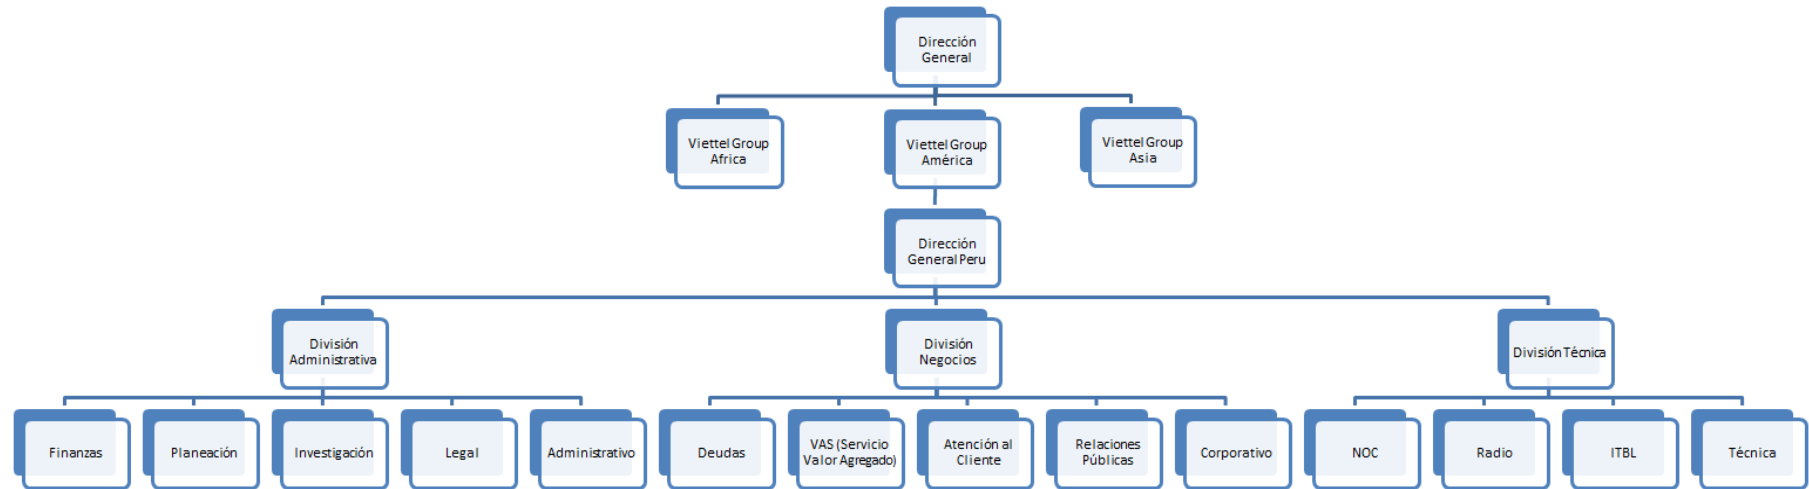 Dirección
General
Viettel Group
Africa
Viettel Group
América
Viettel Group
Asia
Dirección
General Peru
División
Administrativa
División
Negocios
División Técnica
Finanzas
Planeación
Investigación
Legal
Administrativo
Deudas
VAS (Servicio
Valor Agregado)
Atención al
Cliente
Relaciones
Públicas
Corporativo
NOC
Radio
ITBL
Técnica